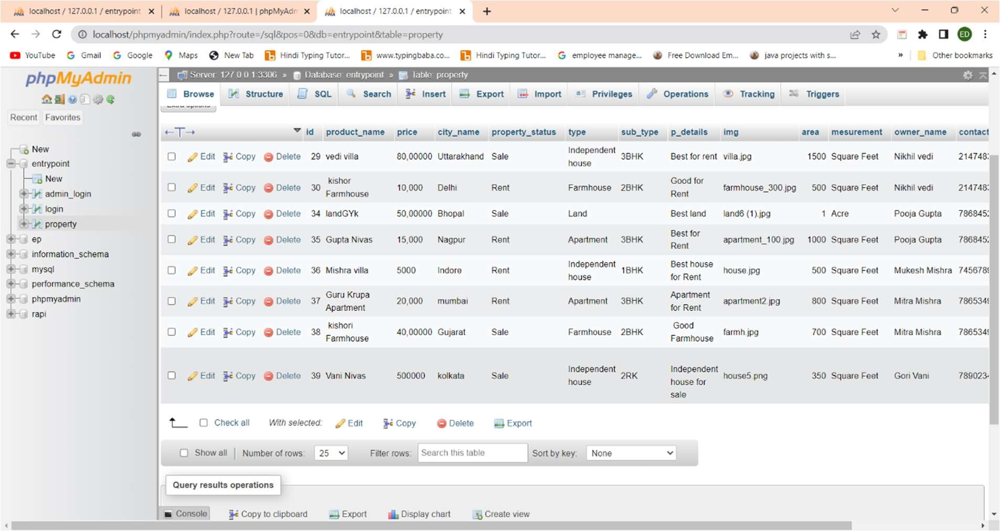 localhost / 127.0.0.1 / entrypoint
localhost / 127.0.0.1 | phpMyAdm
localhost / 127.0.0.1 / entrypoint
localhost/phpmyadmin/index.php?route=/sql&pos=0&db=entrypoint&table=property
ED
YouTube Gmail Google Maps New Tab Hindi Typing Tutor... www.typingbaba.co... Hindi Typing Tutor... employee manage... Free Download Em... java projects with s... » Other bookmarks
phpMyAdmin
Recent Favorites
New
entrypoint
New
admin_login
login
property
ep
information_schema
mysql
performance_schema
phpmyadmin
rapi
Server: 127.0.0.1:3306 » Database: entrypoint » Table: property
Browse Structure SQL Search Insert Export Import Privileges Operations Tracking Triggers
Extra options
id product_name price city_name property_status type sub_type p_details img area mesurement owner_name contact
Edit Copy Delete 29 vedi villa 80,00000 Uttarakhand Sale Independent house 3BHK Best for rent villa.jpg 1500 Square Feet Nikhil vedi 214748
Edit Copy Delete 30 kishor Farmhouse 10,000 Delhi Rent Farmhouse 2BHK Good for Rent farmhouse_300.jpg 500 Square Feet Nikhil vedi 214748
Edit Copy Delete 34 landGYk 50,00000 Bhopal Sale Land Best land land6 (1).jpg 1 Acre Pooja Gupta 786845
Edit Copy Delete 35 Gupta Nivas 15,000 Nagpur Rent Apartment 3BHK Best for Rent apartment_100.jpg 1000 Square Feet Pooja Gupta 786845
Edit Copy Delete 36 Mishra villa 5000 Indore Rent Independent house 1BHK Best house for Rent house.jpg 500 Square Feet Mukesh Mishra 745678
Edit Copy Delete 37 Guru Krupa Apartment 20,000 mumbai Rent Apartment 3BHK Apartment for Rent apartment2.jpg 800 Square Feet Mitra Mishra 786534
Edit Copy Delete 38 kishori Farmhouse 40,00000 Gujarat Sale Farmhouse 2BHK Good Farmhouse farmh.jpg 700 Square Feet Mitra Mishra 786534
Edit Copy Delete 39 Vani Nivas 500000 kolkata Sale Independent house 2RK Independent house for sale house5.png 350 Square Feet Gori Vani 789023
Check all With selected: Edit Copy Delete Export
Show all Number of rows: 25 Filter rows: Search this table Sort by key: None
Query results operations
Console Copy to clipboard Export Display chart Create view